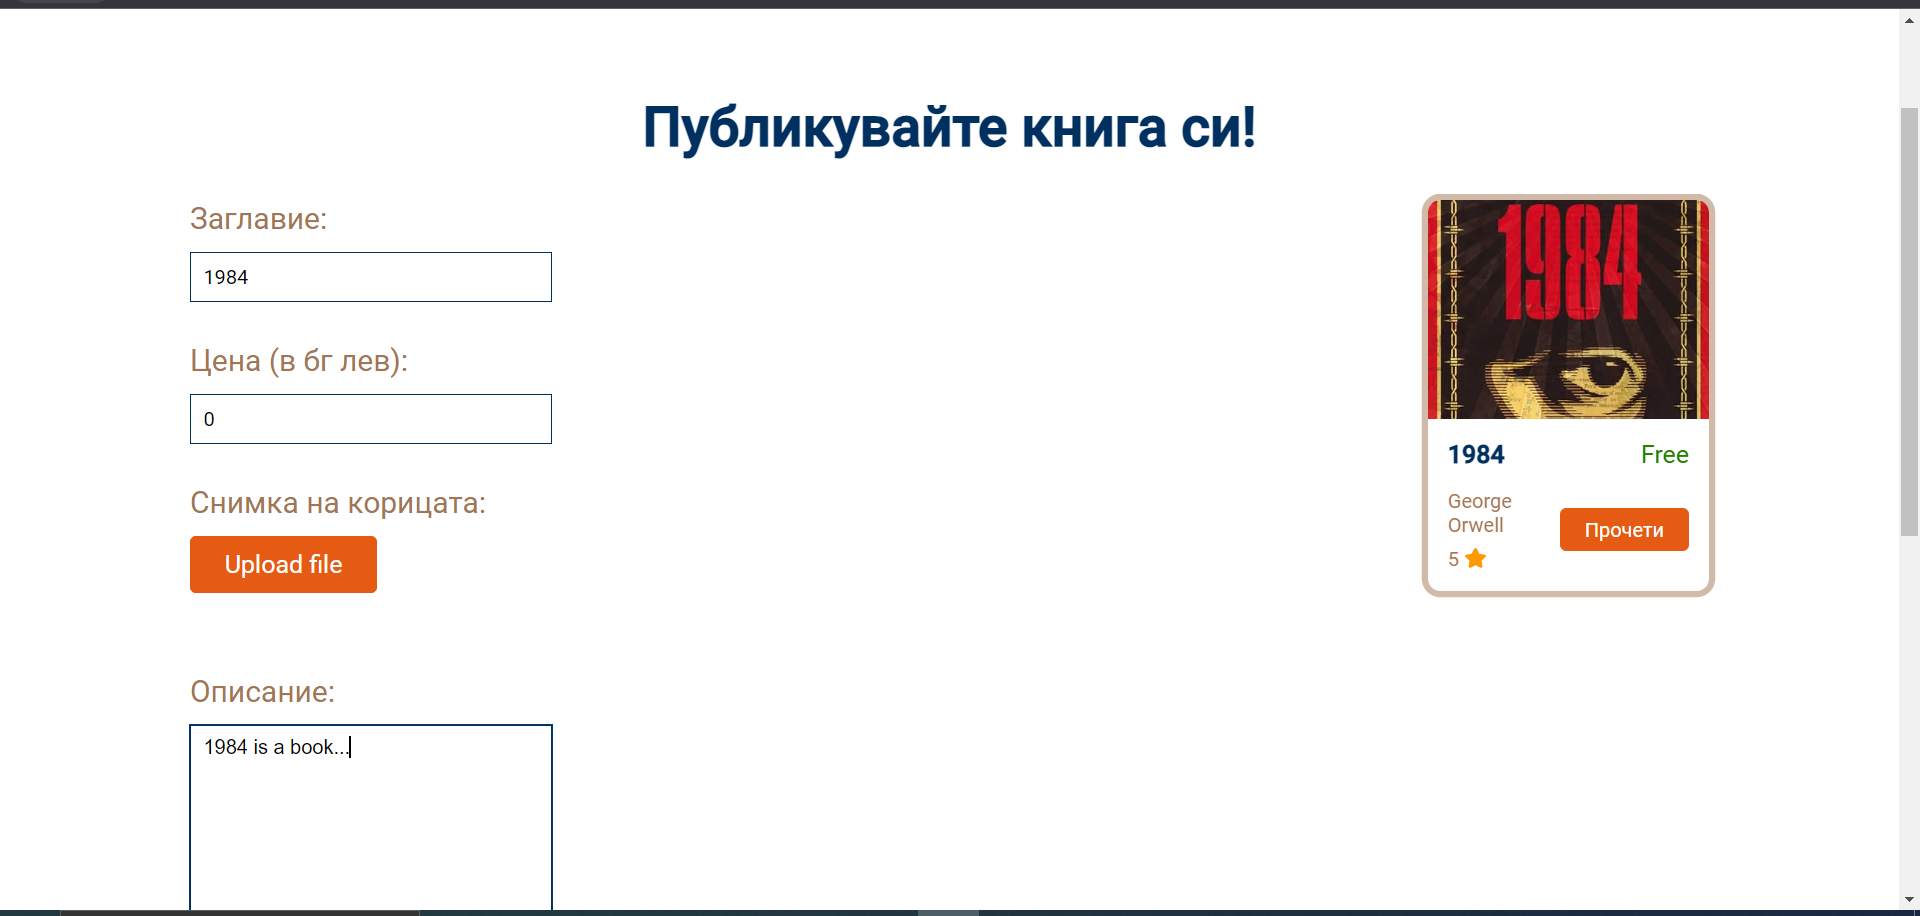 Публикувайте книга си!
Заглавие:
1984
Цена (в бг лев):
0
Снимка на корицата:
Upload file
Описание:
1984 is a book...
1984
1984
Free
George
Orwell
Прочети
5